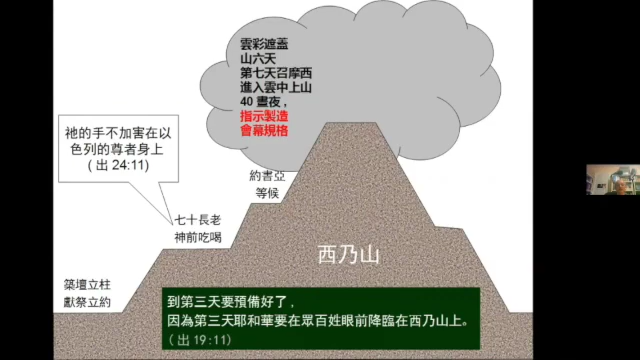 雲彩遮蓋
山六天
第七天召摩西
進入雲中上山
40 晝夜，
指示製造
會幕規格
祂的手不加害在以
色列的尊者身上
( 出 24:11)
約書亞
等候
七十長老
神前吃喝
西乃山
築壇立柱
獻祭立約
到第三天要預備好了，
因為第三天耶和華要在眾百姓眼前降臨在西乃山上。
( 出 19:11)